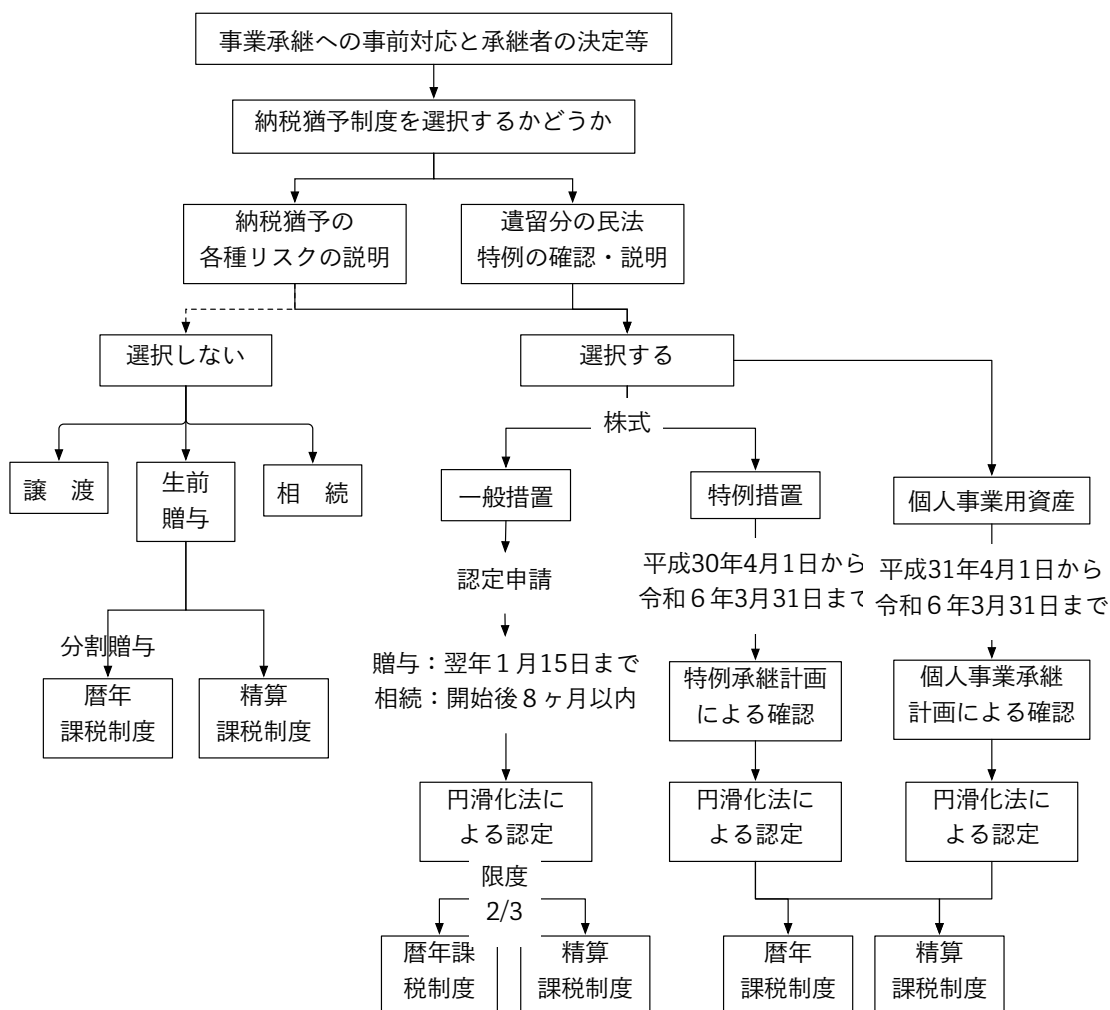 事業承継への事前対応と承継者の決定等
納税猶予制度を選択するかどうか
納税猶予の
各種リスクの説明
遺留分の民法
特例の確認・説明
選択しない
選択する
株式
譲　渡
生前
贈与
相　続
一般措置
特例措置
個人事業用資産
認定申請
平成30年4月1日から
令和６年3月31日まで
平成31年4月1日から
令和６年3月31日まで
分割贈与
暦年
課税制度
精算
課税制度
贈与：翌年１月15日まで
相続：開始後８ヶ月以内
特例承継計画
による確認
個人事業承継
計画による確認
円滑化法に
よる認定
円滑化法に
よる認定
円滑化法に
よる認定
限度
2/3
暦年課
税制度
精算
課税制度
暦年
課税制度
精算
課税制度